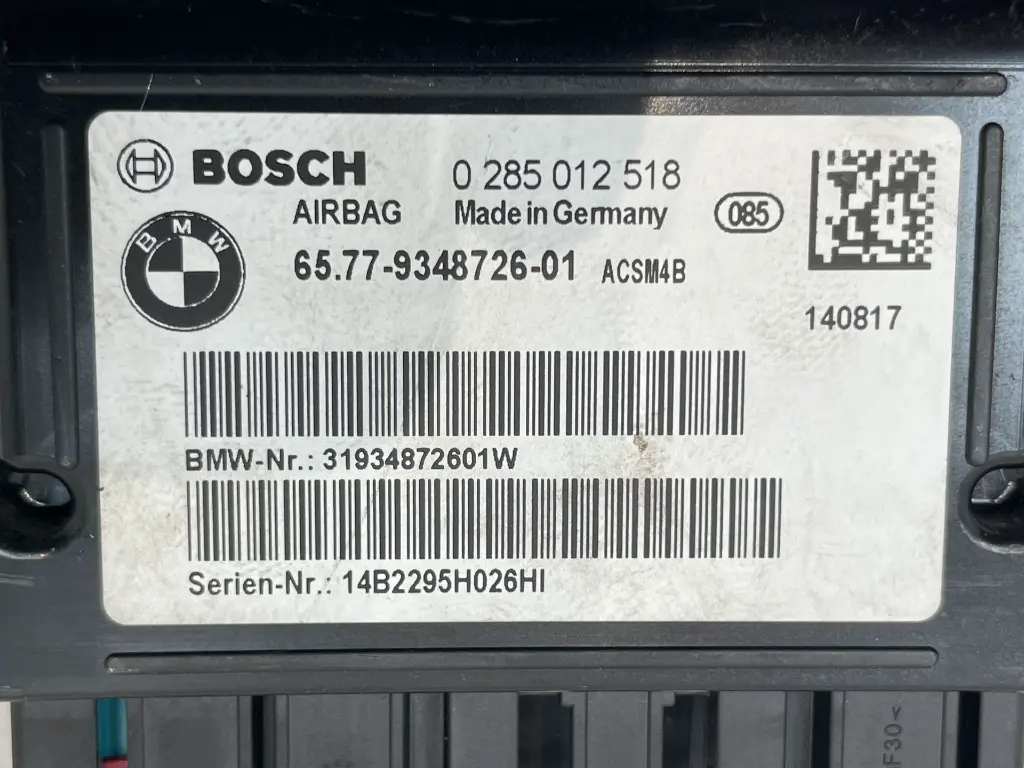 BOSCH 0 285 012 518
AIRBAG Made in Germany 085
BMW
65.77-9348726-01 ACSM4B
140817
BMW-Nr.: 31934872601W
Serien-Nr.: 14B2295H026HI
F30<